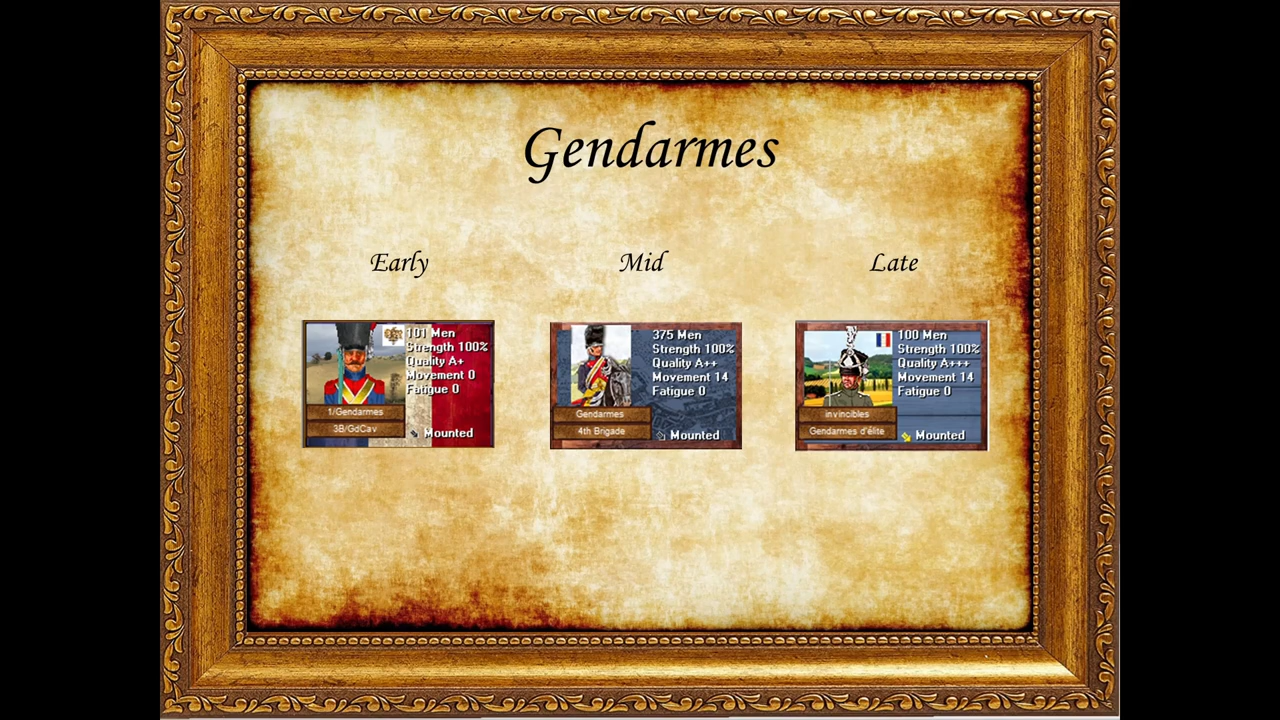 Gendarmes
Early
Mid
Late
101 Men
Strength 100%
Quality A+
Movement 0
Fatigue 0
1/Gendarmes
3B/GdCav
Mounted
375 Men
Strength 100%
Quality A++
Movement 14
Fatigue 0
Gendarmes
4th Brigade
Mounted
100 Men
Strength 100%
Quality A+++
Movement 14
Fatigue 0
invincibles
Gendarmes d'élite
Mounted